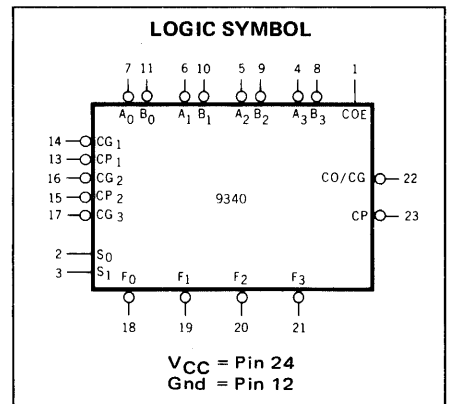 LOGIC SYMBOL
7 11 6 10 5 9 4 8 1
A0 B0 A1 B1 A2 B2 A3 B3 COE
14 CG1
13 CP1
16 CG2
CO/CG 22
15 CP2
9340
17 CG3
CP 23
2 S0
3 S1
F0 F1 F2 F3
18 19 20 21
VCC = Pin 24
Gnd = Pin 12